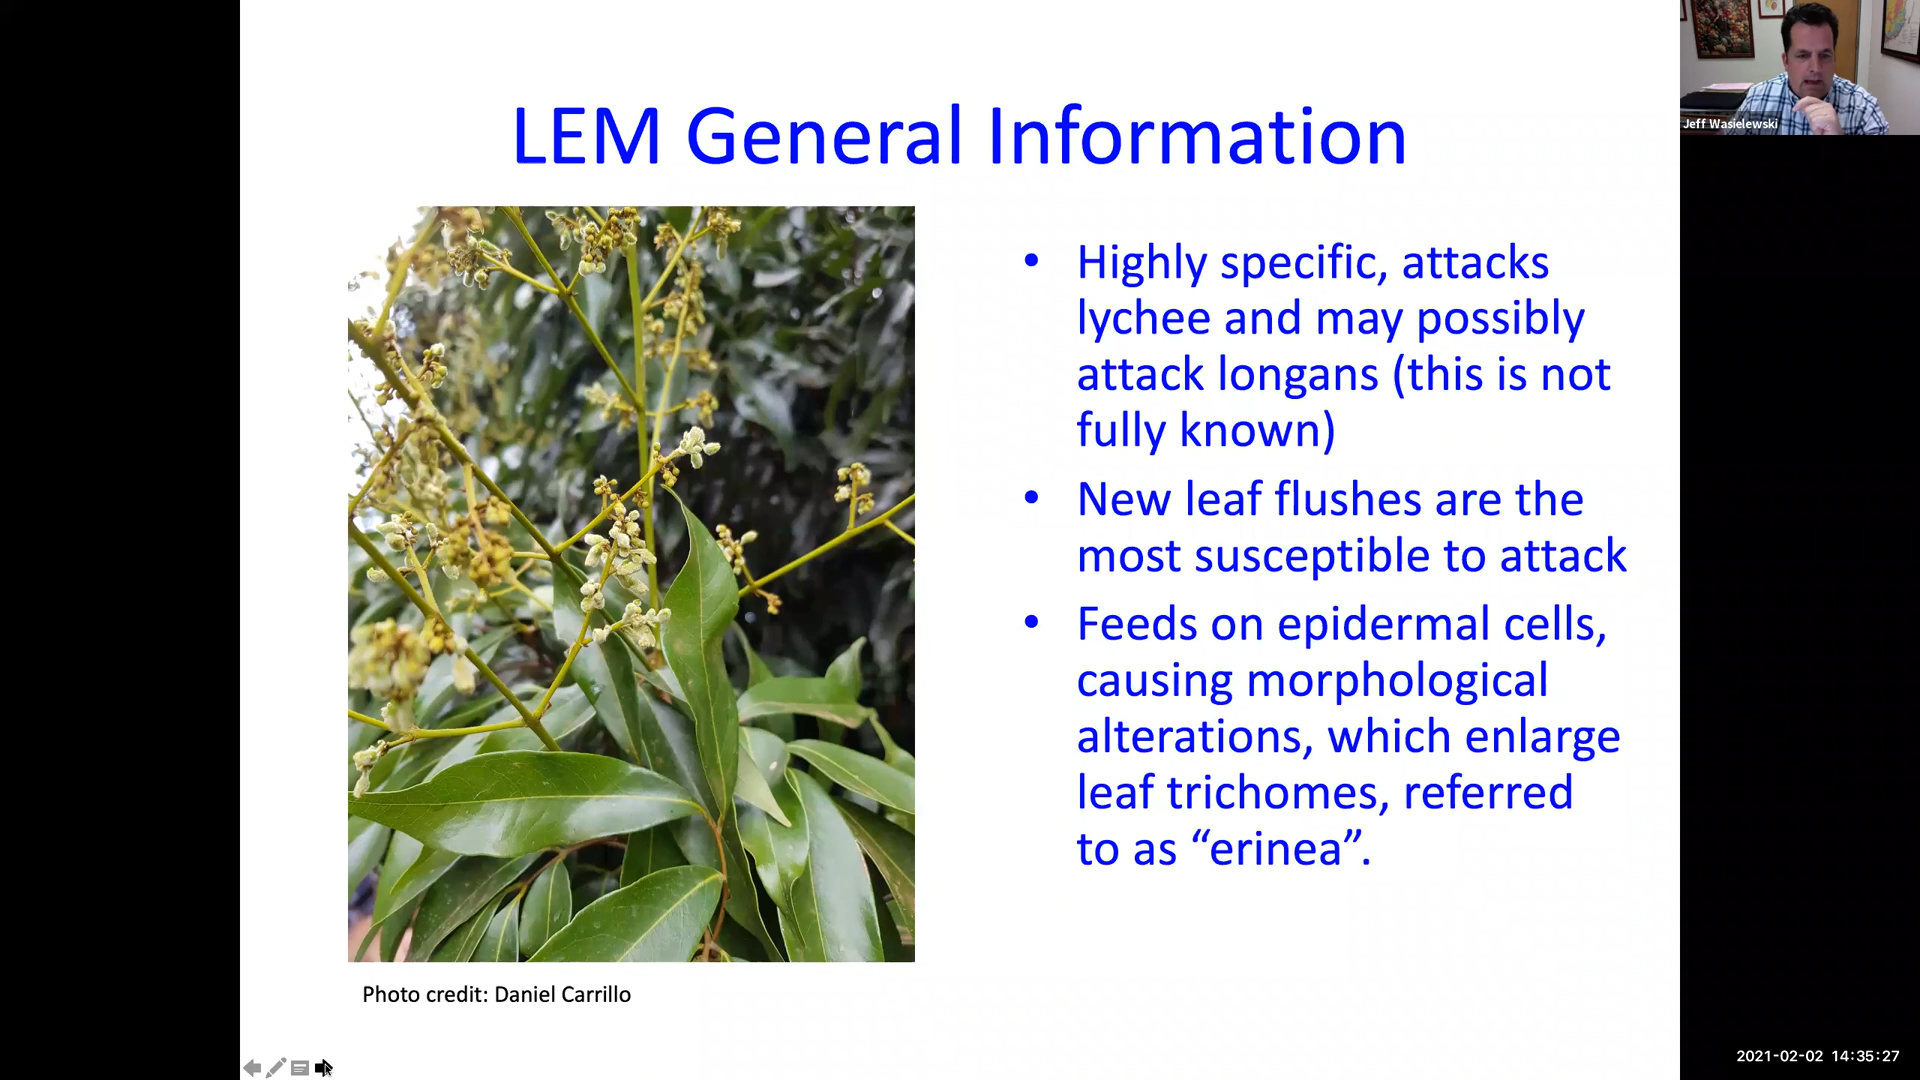 LEM General Information
Jeff Wasielewski
• Highly specific, attacks
lychee and may possibly
attack longans (this is not
fully known)
• New leaf flushes are the
most susceptible to attack
• Feeds on epidermal cells,
causing morphological
alterations, which enlarge
leaf trichomes, referred
to as “erinea”.
Photo credit: Daniel Carrillo
2021-02-02 14:35:27